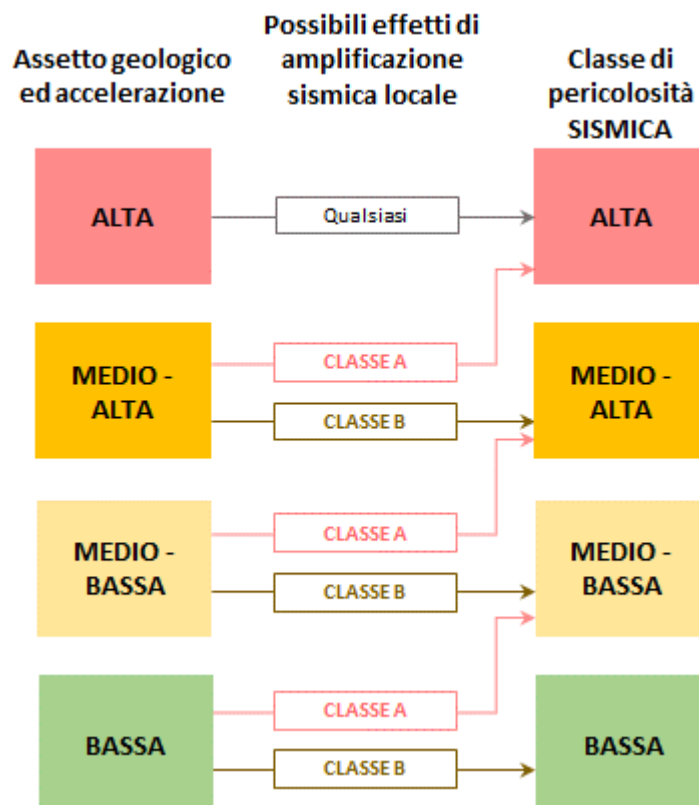 Assetto geologico
ed accelerazione
Possibili effetti di
amplificazione
sismica locale
Classe di
pericolosità
SISMICA
ALTA
Qualsiasi
ALTA
MEDIO -
ALTA
CLASSE A
CLASSE B
MEDIO -
ALTA
MEDIO -
BASSA
CLASSE A
CLASSE B
MEDIO -
BASSA
BASSA
CLASSE A
CLASSE B
BASSA